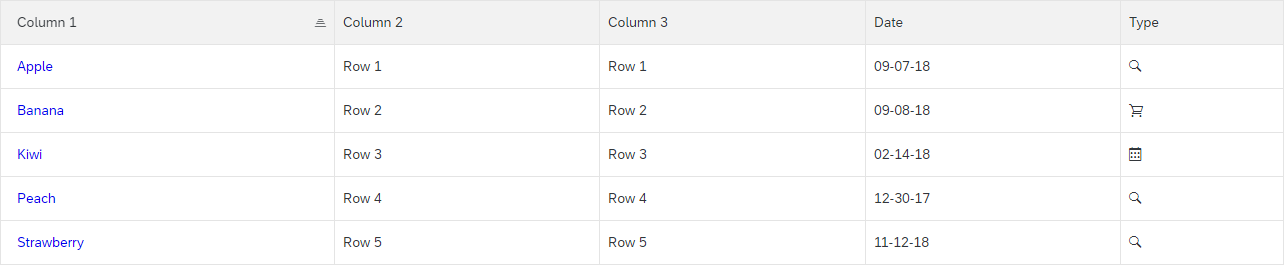 Column 1 Column 2 Column 3 Date Type
Apple Row 1 Row 1 09-07-18
Banana Row 2 Row 2 09-08-18
Kiwi Row 3 Row 3 02-14-18
Peach Row 4 Row 4 12-30-17
Strawberry Row 5 Row 5 11-12-18